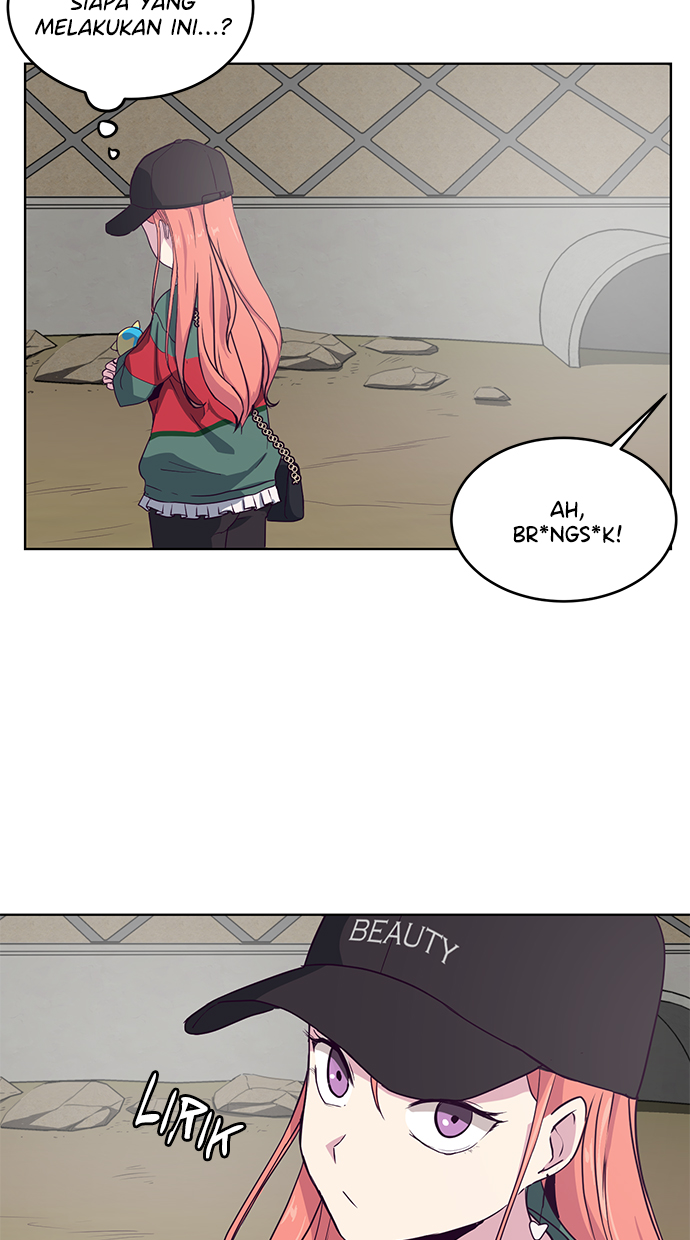 SIAPA YANG
MELAKUKAN INI...?
AH,
BR*NGS*K!
BEAUTY
LIRIK